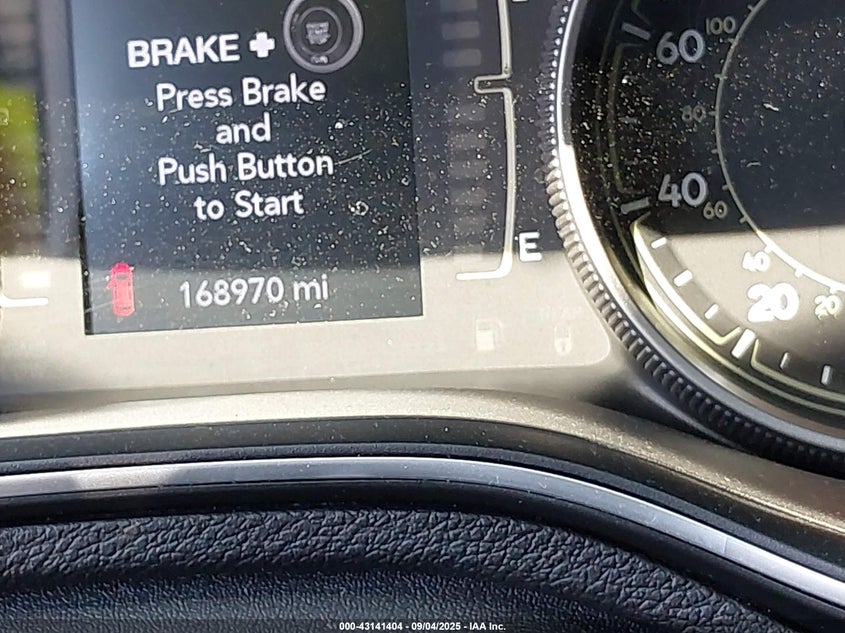 BRAKE +
Press Brake
and
Push Button
to Start
168970 mi
E
100
60
80
40
60
40
20
20
000-43141404 - 09/04/2025 - IAA Inc.